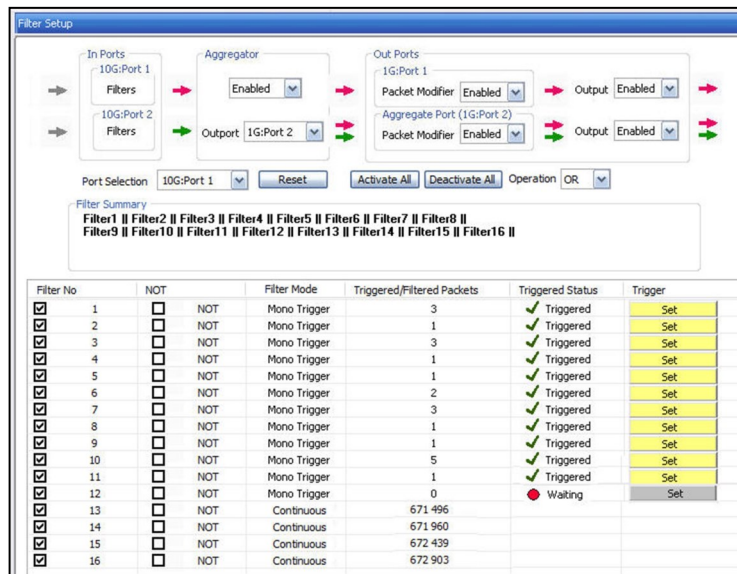 Filter Setup
In Ports Aggregator Out Ports
10G:Port 1 1G:Port 1
Filters Enabled Packet Modifier Enabled Output Enabled
10G:Port 2 Aggregate Port (1G:Port 2)
Filters Outport 1G:Port 2 Packet Modifier Enabled Output Enabled
Port Selection 10G:Port 1 Reset Activate All Deactivate All Operation OR
Filter Summary
Filter1 || Filter2 || Filter3 || Filter4 || Filter5 || Filter6 || Filter7 || Filter8 ||
Filter9 || Filter10 || Filter11 || Filter12 || Filter13 || Filter14 || Filter15 || Filter16 ||
Filter No NOT Filter Mode Triggered/Filtered Packets Triggered Status Trigger
1 NOT Mono Trigger 3 Triggered Set
2 NOT Mono Trigger 1 Triggered Set
3 NOT Mono Trigger 3 Triggered Set
4 NOT Mono Trigger 1 Triggered Set
5 NOT Mono Trigger 1 Triggered Set
6 NOT Mono Trigger 2 Triggered Set
7 NOT Mono Trigger 3 Triggered Set
8 NOT Mono Trigger 1 Triggered Set
9 NOT Mono Trigger 1 Triggered Set
10 NOT Mono Trigger 5 Triggered Set
11 NOT Mono Trigger 1 Triggered Set
12 NOT Mono Trigger 0 Waiting Set
13 NOT Continuous 671 496
14 NOT Continuous 671 960
15 NOT Continuous 672 439
16 NOT Continuous 672 903